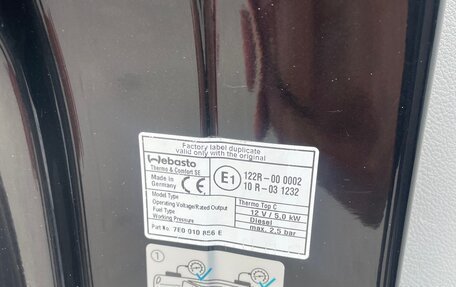 Factory label duplicate
valid only with the original
Webasto
Thermo & Comfort SE
Made in
Germany
CE
E1
122R-00 0002
10 R-03 1232
Model Type Thermo Top C
Operating Voltage/Rated Output 12 V / 5,0 kW
Fuel Type Diesel
Working Pressure max. 2,5 bar
Part No. 7E0 010 856 E
1